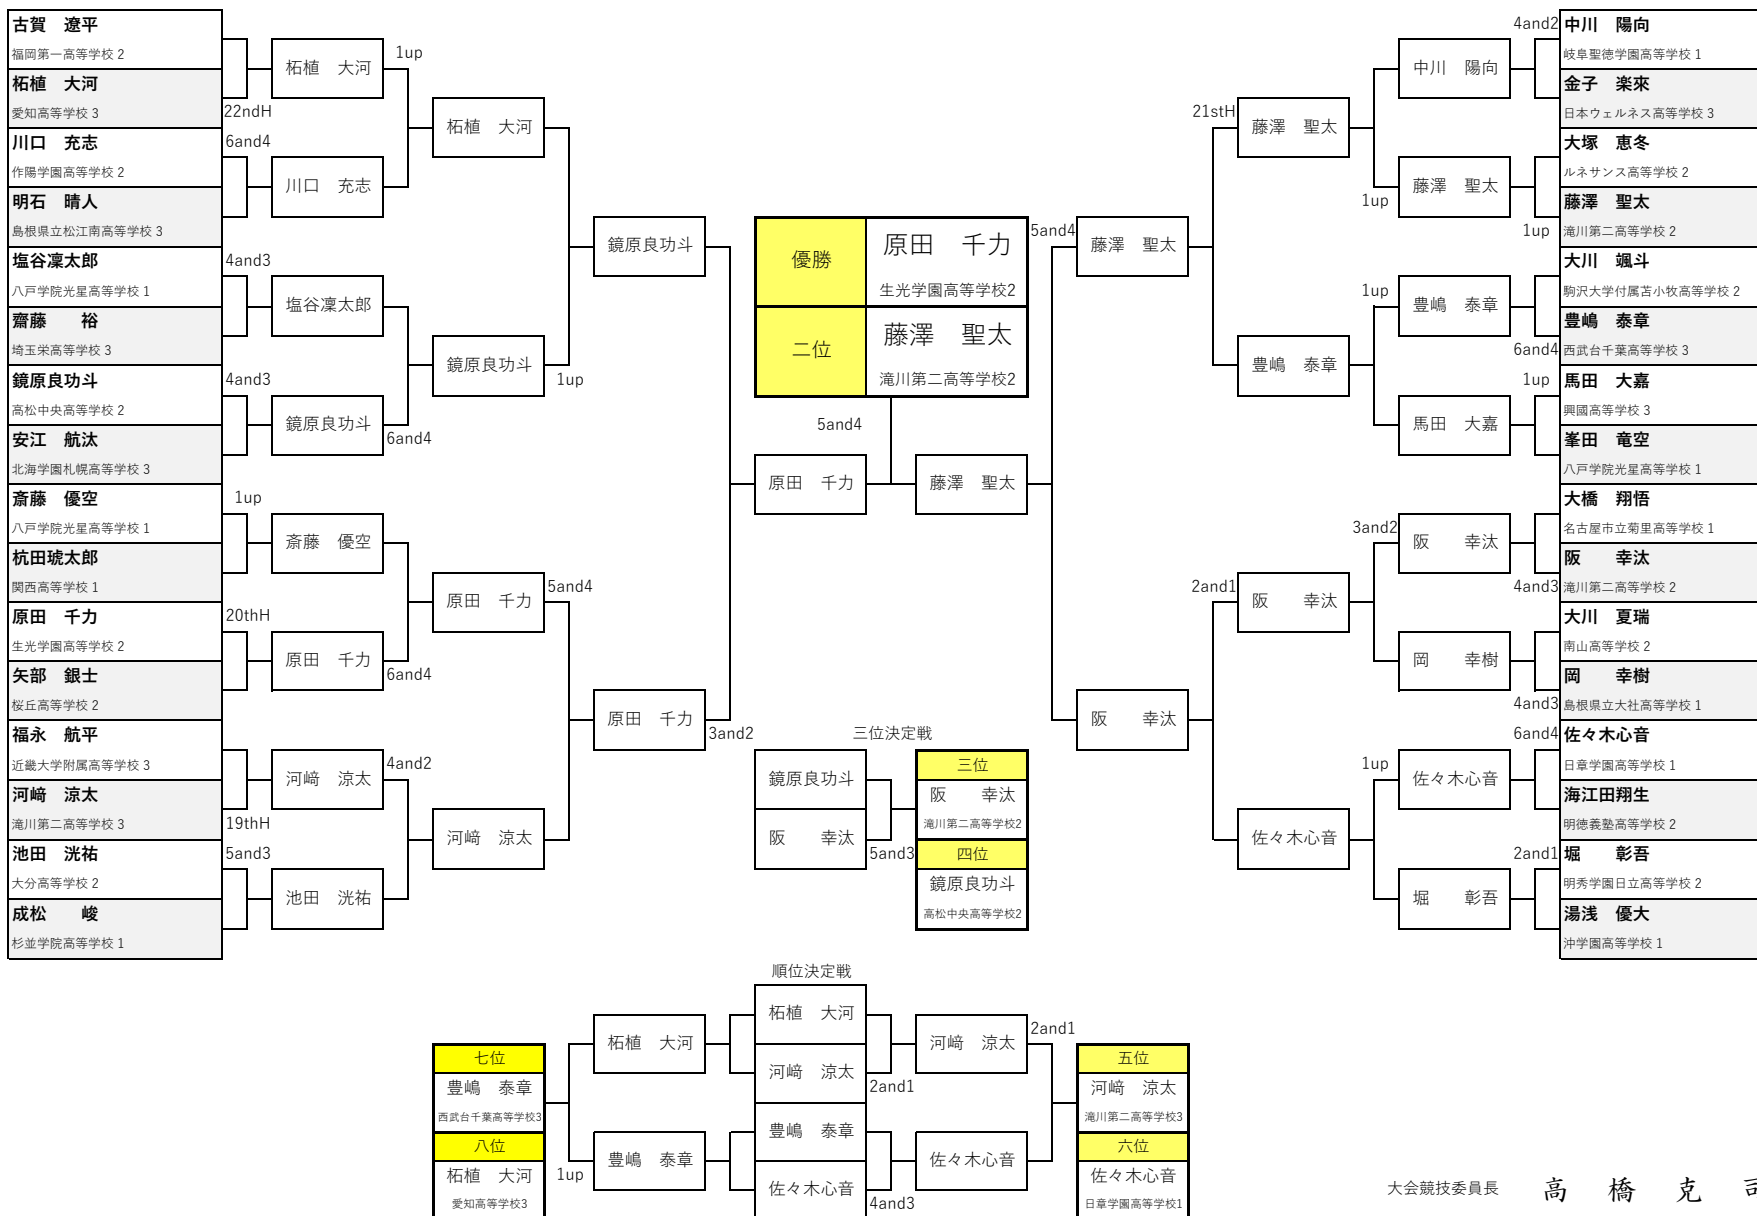 古賀　遼平
福岡第一高等学校 2
柘植　大河
愛知高等学校 3
川口　充志
作陽学園高等学校 2
明石　晴人
島根県立松江南高等学校 3
塩谷凜太郎
八戸学院光星高等学校 1
齋藤　　裕
埼玉栄高等学校 3
鏡原良功斗
高松中央高等学校 2
安江　航汰
北海学園札幌高等学校 3
斎藤　優空
八戸学院光星高等学校 1
杭田琥太郎
関西高等学校 1
原田　千力
生光学園高等学校 2
矢部　銀士
桜丘高等学校 2
福永　航平
近畿大学附属高等学校 3
河﨑　涼太
滝川第二高等学校 3
池田　洸祐
大分高等学校 2
成松　　峻
杉並学院高等学校 1
22ndH
6and4
4and3
4and3
1up
20thH
19thH
5and3
柘植　大河
川口　充志
塩谷凜太郎
鏡原良功斗
斎藤　優空
原田　千力
河﨑　涼太
池田　洸祐
1up
6and4
6and4
4and2
柘植　大河
鏡原良功斗
原田　千力
河﨑　涼太
1up
5and4
鏡原良功斗
原田　千力
3and2
優勝
原田　千力
生光学園高等学校2
二位
藤澤　聖太
滝川第二高等学校2
5and4
原田　千力
藤澤　聖太
5and4
藤澤　聖太
阪　　幸汰
21stH
2and1
藤澤　聖太
豊嶋　泰章
阪　　幸汰
佐々木心音
1up
1up
3and2
1up
中川　陽向
藤澤　聖太
豊嶋　泰章
馬田　大嘉
阪　　幸汰
岡　　幸樹
佐々木心音
堀　　彰吾
4and2
1up
6and4
1up
4and3
4and3
6and4
2and1
中川　陽向
岐阜聖徳学園高等学校 1
金子　楽來
日本ウェルネス高等学校 3
大塚　恵冬
ルネサンス高等学校 2
藤澤　聖太
滝川第二高等学校 2
大川　颯斗
駒沢大学付属苫小牧高等学校 2
豊嶋　泰章
西武台千葉高等学校 3
馬田　大嘉
興國高等学校 3
峯田　竜空
八戸学院光星高等学校 1
大橋　翔悟
名古屋市立菊里高等学校 1
阪　　幸汰
滝川第二高等学校 2
大川　夏瑞
南山高等学校 2
岡　　幸樹
島根県立大社高等学校 1
佐々木心音
日章学園高等学校 1
海江田翔生
明徳義塾高等学校 2
堀　　彰吾
明秀学園日立高等学校 2
湯浅　優大
沖学園高等学校 1
三位決定戦
鏡原良功斗
阪　　幸汰
5and3
三位
阪　　幸汰
滝川第二高等学校2
四位
鏡原良功斗
高松中央高等学校2
順位決定戦
柘植　大河
河﨑　涼太
豊嶋　泰章
佐々木心音
2and1
4and3
柘植　大河
豊嶋　泰章
1up
七位
豊嶋　泰章
西武台千葉高等学校3
八位
柘植　大河
愛知高等学校3
河﨑　涼太
佐々木心音
2and1
五位
河﨑　涼太
滝川第二高等学校3
六位
佐々木心音
日章学園高等学校1
大会競技委員長　高　橋　克　司